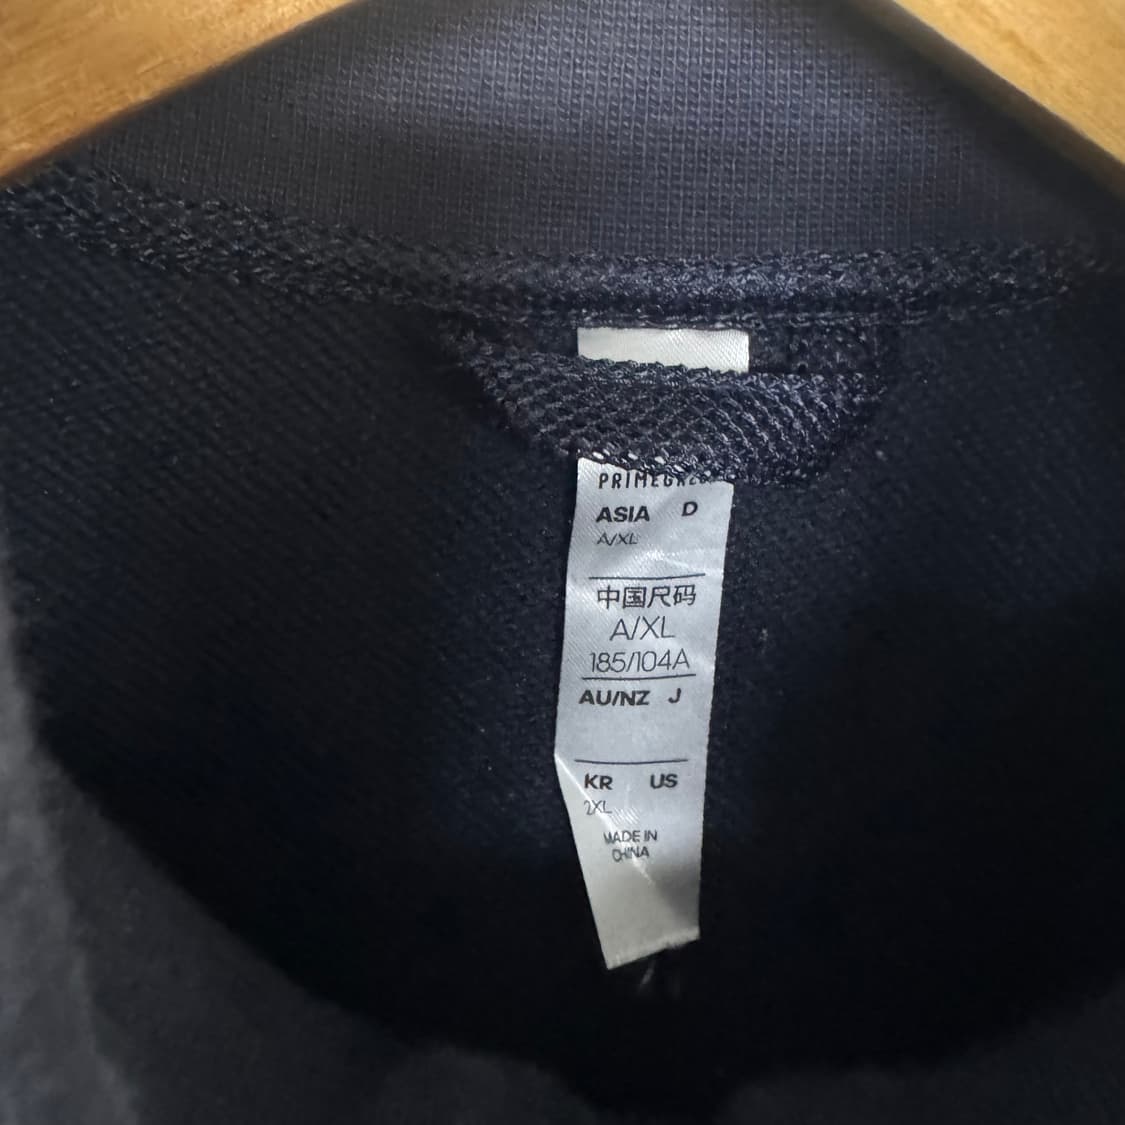 ASIA D
A/XL
中国尺码
A/XL
185/104A
AU/NZ J
KR US
2XL
MADE IN
CHINA